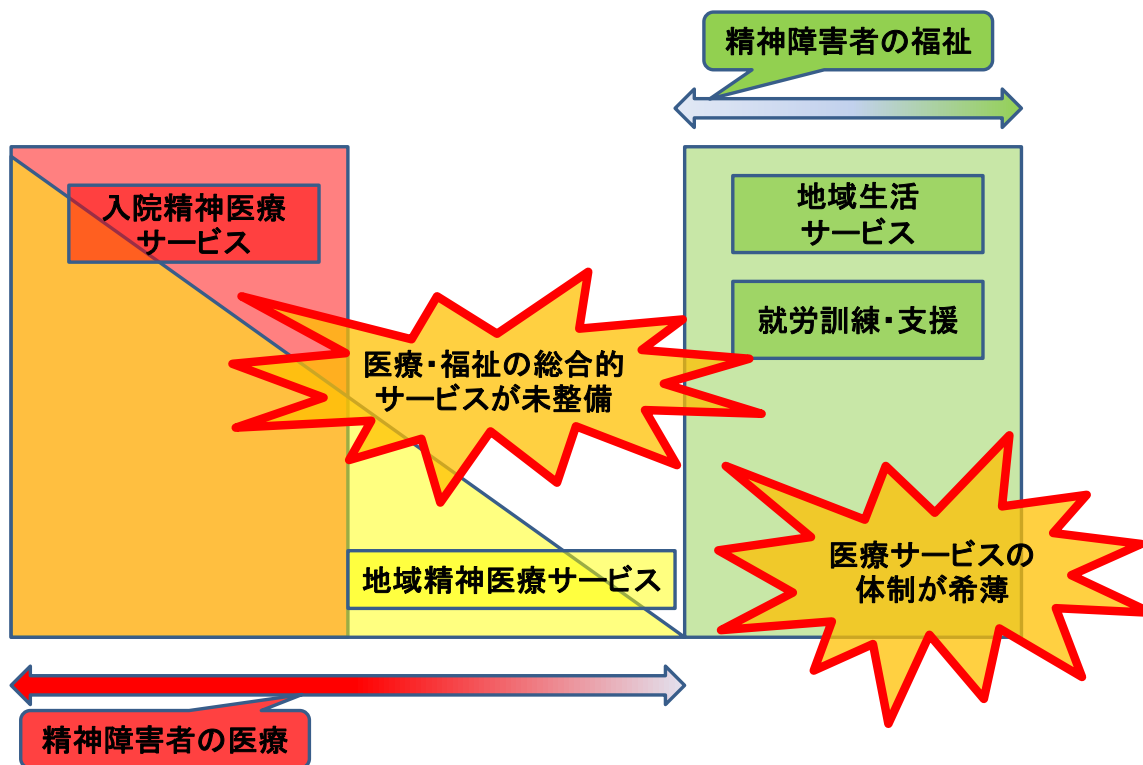 精神障害者の福祉
入院精神医療
サービス
地域生活
サービス
就労訓練・支援
医療・福祉の総合的
サービスが未整備
医療サービスの
体制が希薄
地域精神医療サービス
精神障害者の医療